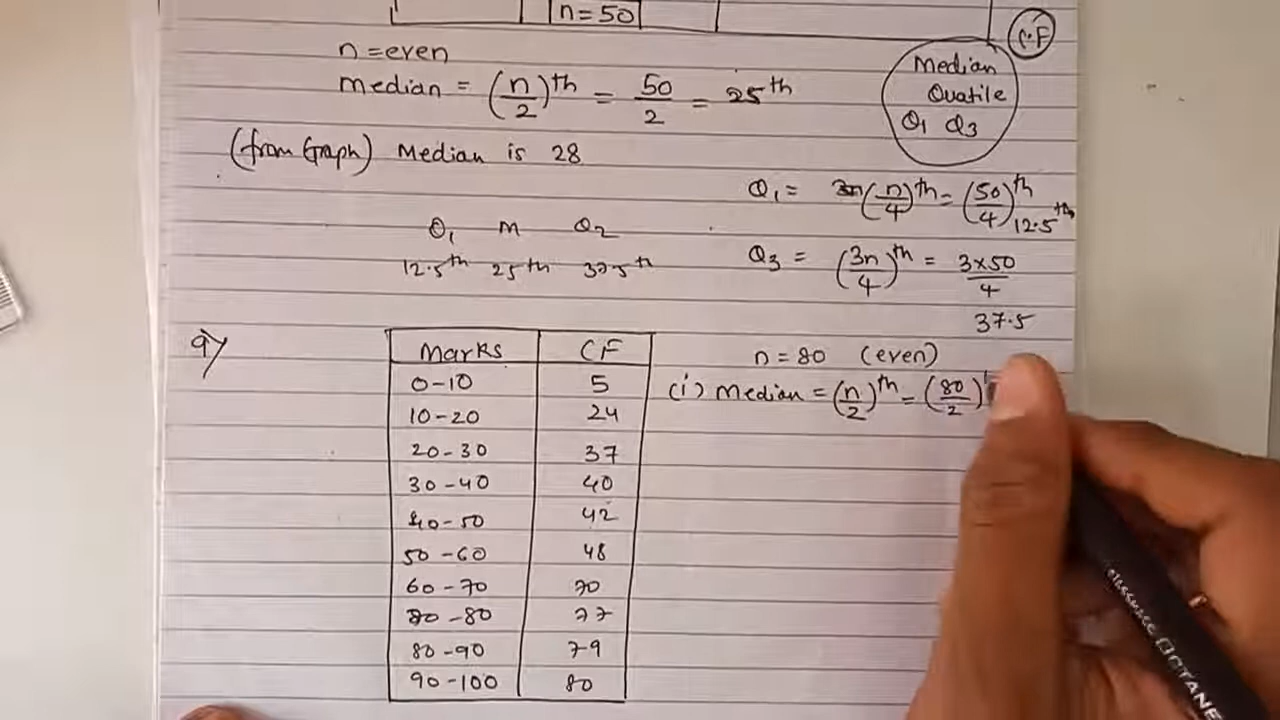 n=50
C.F
n = even
Median
Quatile
Q1 Q3
median = (n/2)th = 50/2 = 25th
(from Graph) Median is 28
Q1 = (n/4)th = (50/4)th 12.5th
Q1 M Q2
12.5th 25th 37.5th
Q3 = (3n/4)th = 3×50/4
37.5
9)
Marks CF
0-10 5
10-20 24
20-30 37
30-40 40
40-50 42
50-60 48
60-70 70
70-80 77
80-90 79
90-100 80
n = 80 (even)
(i) Median = (n/2)th = (80/2)
OCTANE